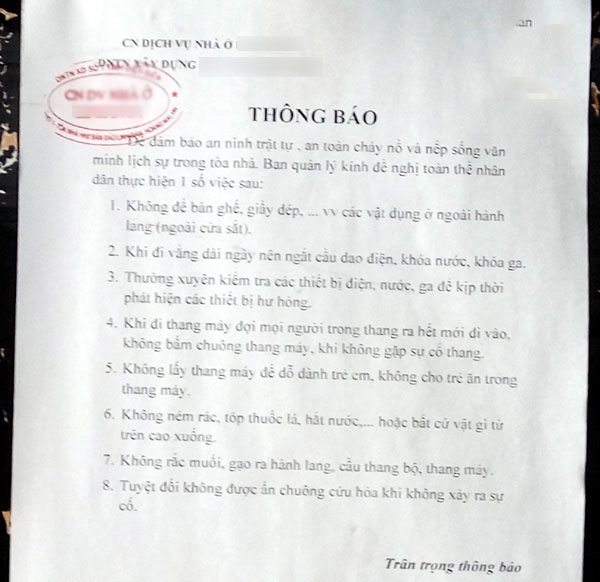 ân
CN DỊCH VỤ NHÀ Ở
DNTN XÂY DỰNG
CN DV NHÀ Ở
THÔNG BÁO
Để đảm bảo an ninh trật tự , an toàn cháy nổ và nếp sống văn
minh lịch sự trong tòa nhà. Ban quản lý kính đề nghị toàn thể nhân
dân thực hiện 1 số việc sau:
1. Không để bàn ghế, giầy dép, ... vv các vật dụng ở ngoài hành
lang (ngoài cửa sắt).
2. Khi đi vắng dài ngày nên ngắt cầu dao điện, khóa nước, khóa ga.
3. Thường xuyên kiểm tra các thiết bị điện, nước, ga để kịp thời
phát hiện các thiết bị hư hỏng.
4. Khi đi thang máy đợi mọi người trong thang ra hết mới đi vào,
không bấm chuông thang máy, khi không gặp sự cố thang.
5. Không lấy thang máy để dỗ dành trẻ em, không cho trẻ ăn trong
thang máy.
6. Không ném rác, tóp thuốc lá, hắt nước,... hoặc bất cứ vật gì từ
trên cao xuống.
7. Không rắc muối, gạo ra hành lang, cầu thang bộ, thang máy.
8. Tuyệt đối không được ấn chuông cứu hỏa khi không xảy ra sự
cố.
Trân trọng thông báo